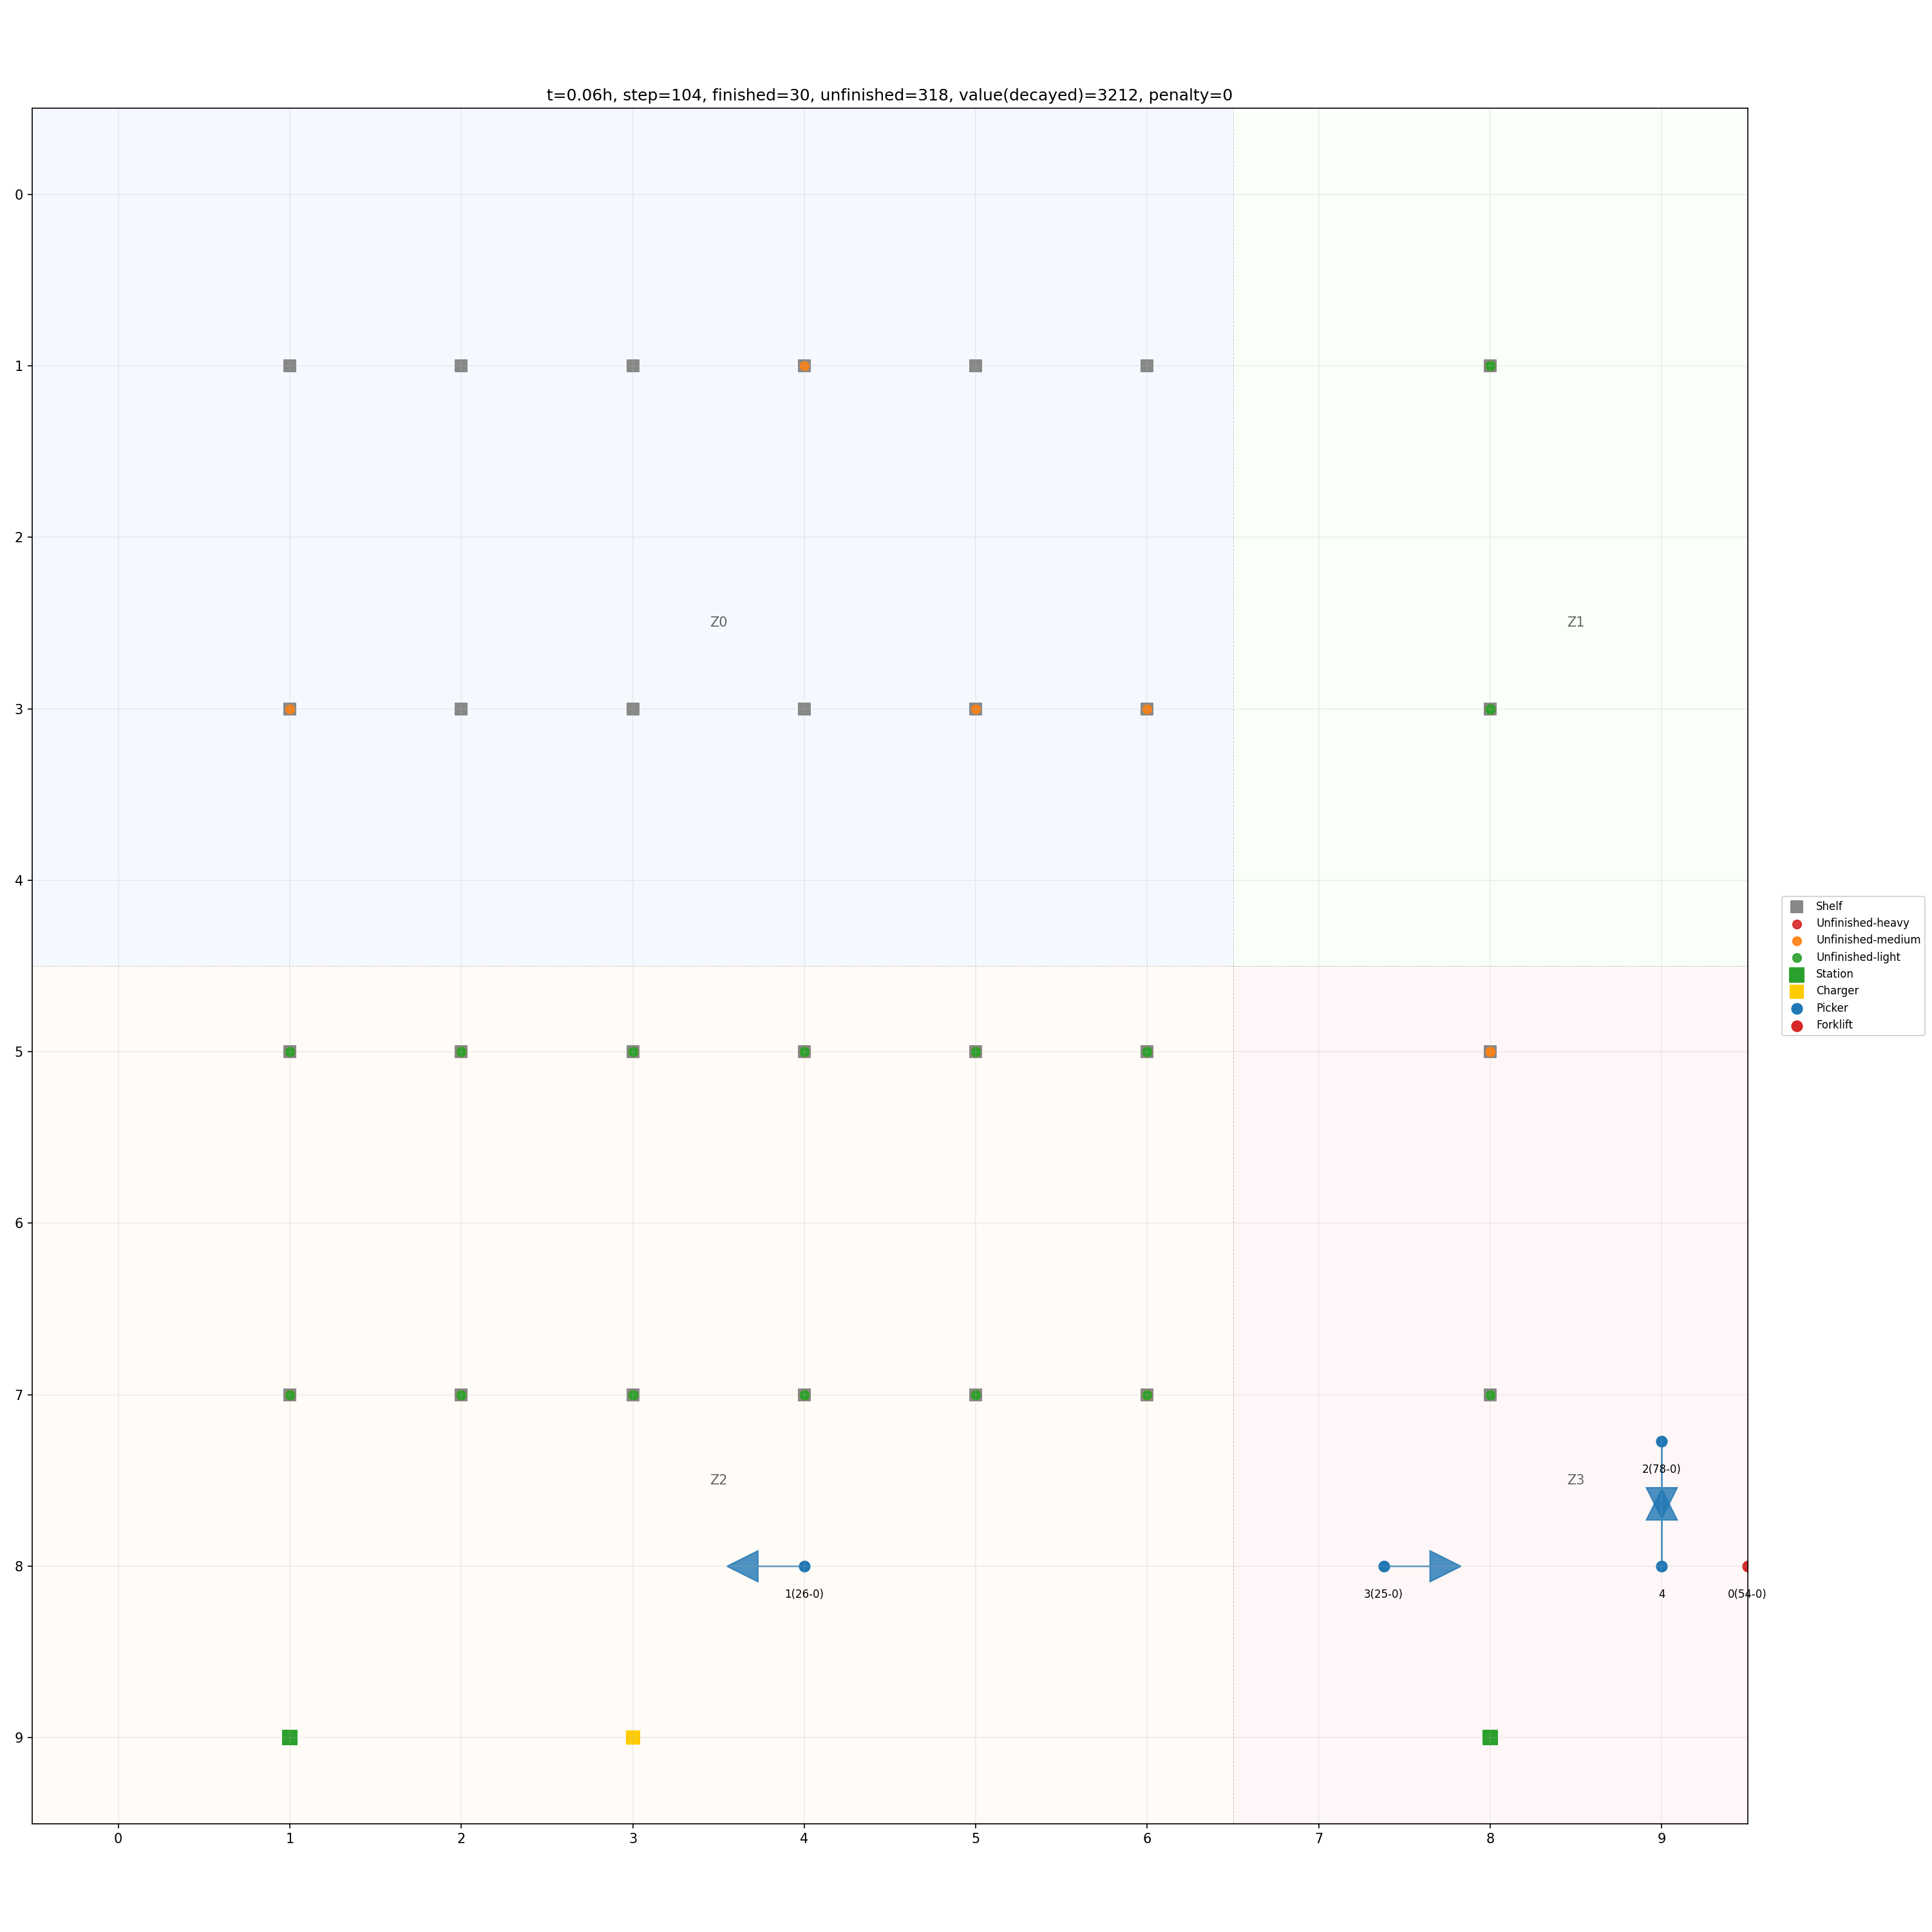 t=0.06h, step=104, finished=30, unfinished=318, value(decayed)=3212, penalty=0
0
1
2
Z0
Z1
3
4
Shelf
Unfinished-heavy
Unfinished-medium
Unfinished-light
Station
Charger
Picker
Forklift
5
6
7
2(78-0)
Z2
Z3
8
1(26-0)
3(25-0)
4
0(54-0)
9
0 1 2 3 4 5 6 7 8 9